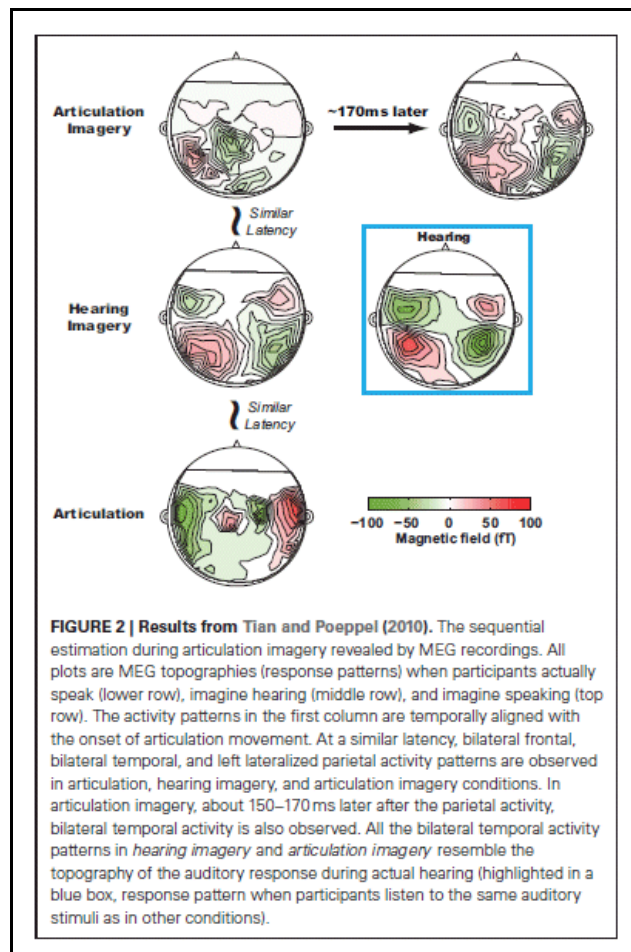 Articulation
Imagery
~170ms later
Similar
Latency
Hearing
Hearing
Imagery
Similar
Latency
Articulation
−100 −50 0 50 100
Magnetic field (fT)
FIGURE 2 | Results from Tian and Poeppel (2010). The sequential
estimation during articulation imagery revealed by MEG recordings. All
plots are MEG topographies (response patterns) when participants actually
speak (lower row), imagine hearing (middle row), and imagine speaking (top
row). The activity patterns in the first column are temporally aligned with
the onset of articulation movement. At a similar latency, bilateral frontal,
bilateral temporal, and left lateralized parietal activity patterns are observed
in articulation, hearing imagery, and articulation imagery conditions. In
articulation imagery, about 150–170 ms later after the parietal activity,
bilateral temporal activity is also observed. All the bilateral temporal activity
patterns in hearing imagery and articulation imagery resemble the
topography of the auditory response during actual hearing (highlighted in a
blue box, response pattern when participants listen to the same auditory
stimuli as in other conditions).